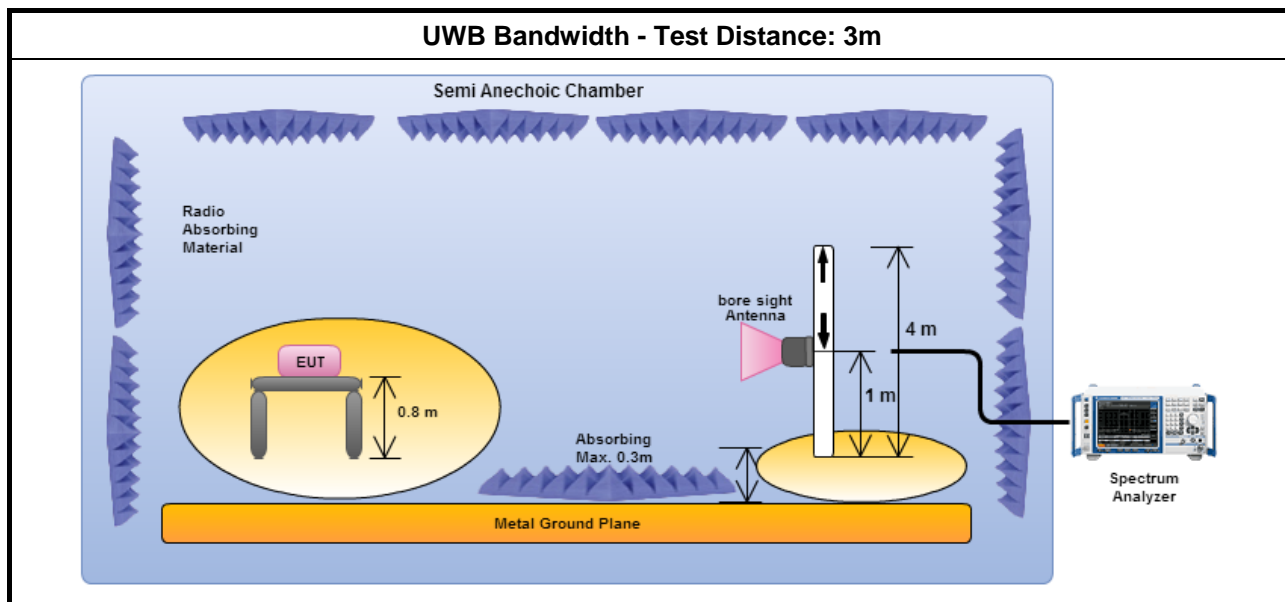 UWB Bandwidth - Test Distance: 3m
Semi Anechoic Chamber
Radio
Absorbing
Material
bore sight
Antenna
4 m
EUT
1 m
0.8 m
Absorbing
Max. 0.3m
Spectrum
Analyzer
Metal Ground Plane